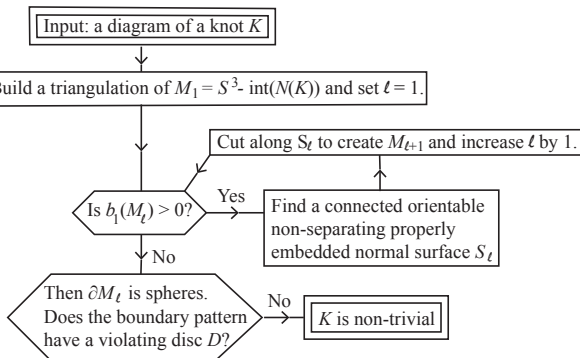 Input: a diagram of a knot K
uild a triangulation of M₁ = S³- int(N(K)) and set ℓ = 1.
Cut along Sℓ to create Mℓ₊₁ and increase ℓ by 1.
Is b₁(Mℓ) > 0?
Yes
Find a connected orientable
non-separating properly
embedded normal surface Sℓ
No
Then ∂Mℓ is spheres.
Does the boundary pattern
have a violating disc D?
No
K is non-trivial